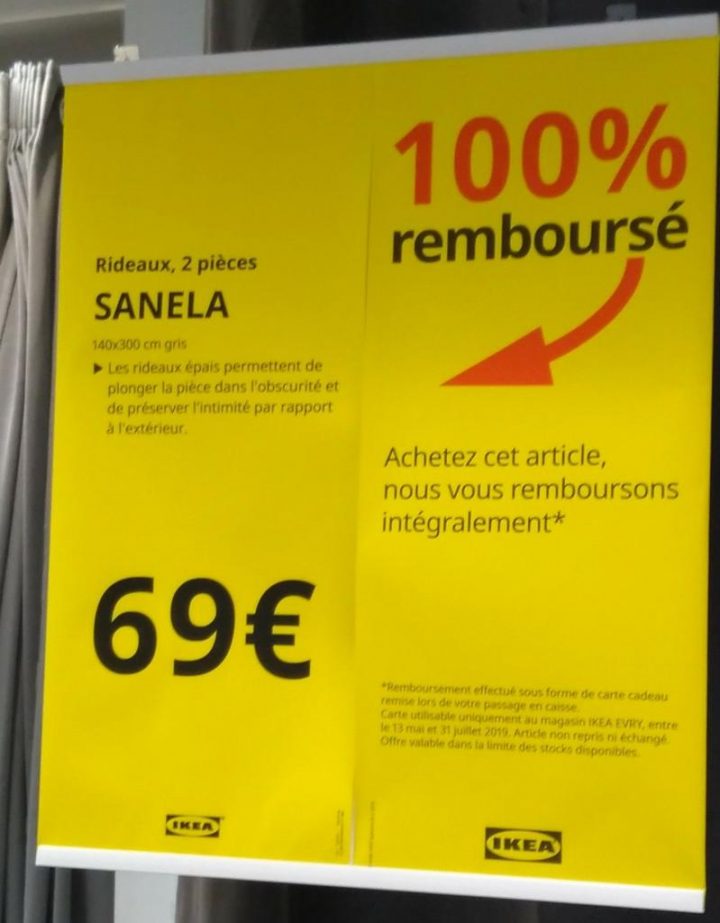 Rideaux, 2 pièces
SANELA
140x300 cm gris
▶ Les rideaux épais permettent de
plonger la pièce dans l'obscurité et
de préserver l'intimité par rapport
à l'extérieur.
69€
IKEA
100%
remboursé
Achetez cet article,
nous vous remboursons
intégralement*
*Remboursement effectué sous forme de carte cadeau
remise lors de votre passage en caisse.
Carte utilisable uniquement au magasin IKEA EVRY, entre
le 13 mai et 31 juillet 2019. Article non repris ni échangé.
Offre valable dans la limite des stocks disponibles.
IKEA